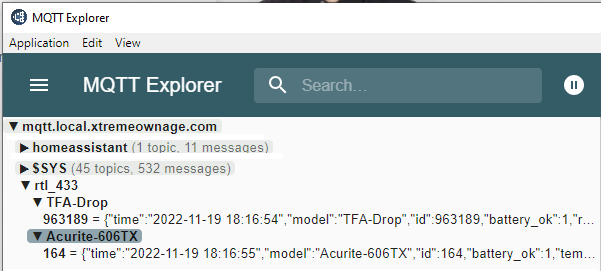 MQTT Explorer
Application Edit View
MQTT Explorer Search...
▼ mqtt.local.xtremeownage.com
▶ homeassistant (1 topic, 11 messages)
▶ $SYS (45 topics, 532 messages)
▼ rtl_433
▼ TFA-Drop
963189 = {"time":"2022-11-19 18:16:54","model":"TFA-Drop","id":963189,"battery_ok":1,"r...
▼ Acurite-606TX
164 = {"time":"2022-11-19 18:16:55","model":"Acurite-606TX","id":164,"battery_ok":1,"tem...